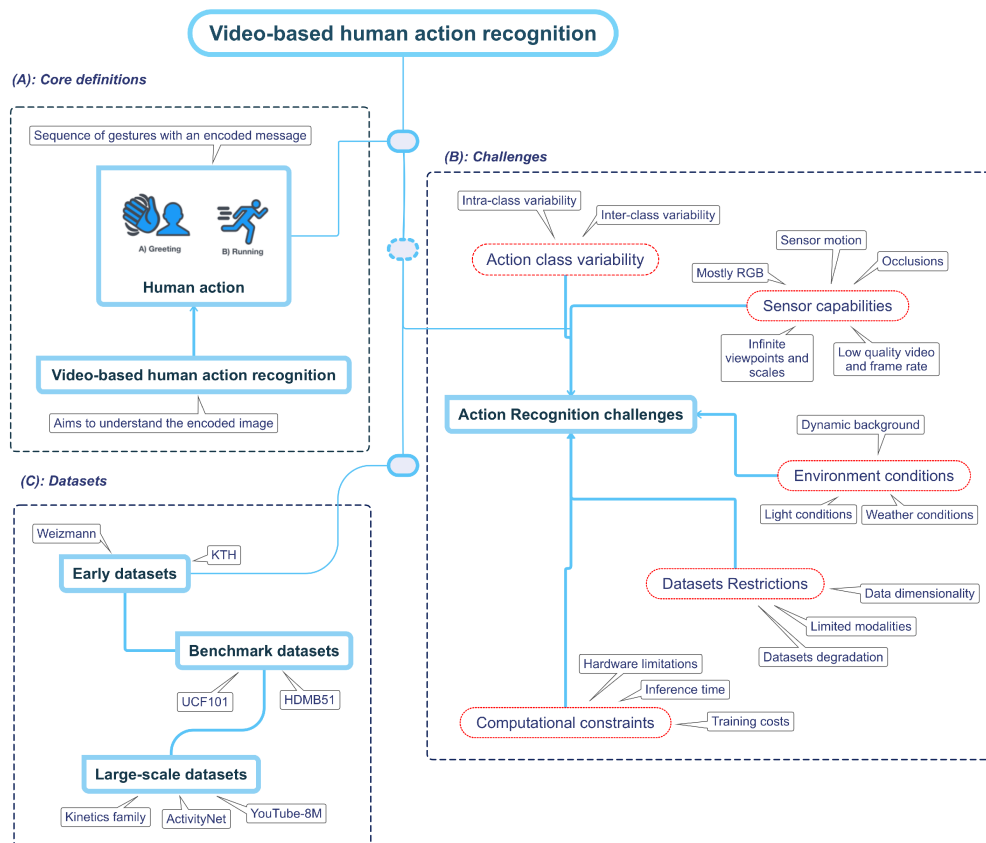 Video-based human action recognition
(A): Core definitions
Sequence of gestures with an encoded message
A) Greeting
B) Running
Human action
Video-based human action recognition
Aims to understand the encoded image
(B): Challenges
Intra-class variability
Inter-class variability
Action class variability
Sensor motion
Mostly RGB
Occlusions
Sensor capabilities
Infinite
viewpoints and
scales
Low quality video
and frame rate
Action Recognition challenges
Dynamic background
Environment conditions
Light conditions
Weather conditions
Datasets Restrictions
Data dimensionality
Limited modalities
Datasets degradation
Hardware limitations
Inference time
Computational constraints
Training costs
(C): Datasets
Weizmann
KTH
Early datasets
Benchmark datasets
UCF101
HDMB51
Large-scale datasets
Kinetics family
ActivityNet
YouTube-8M